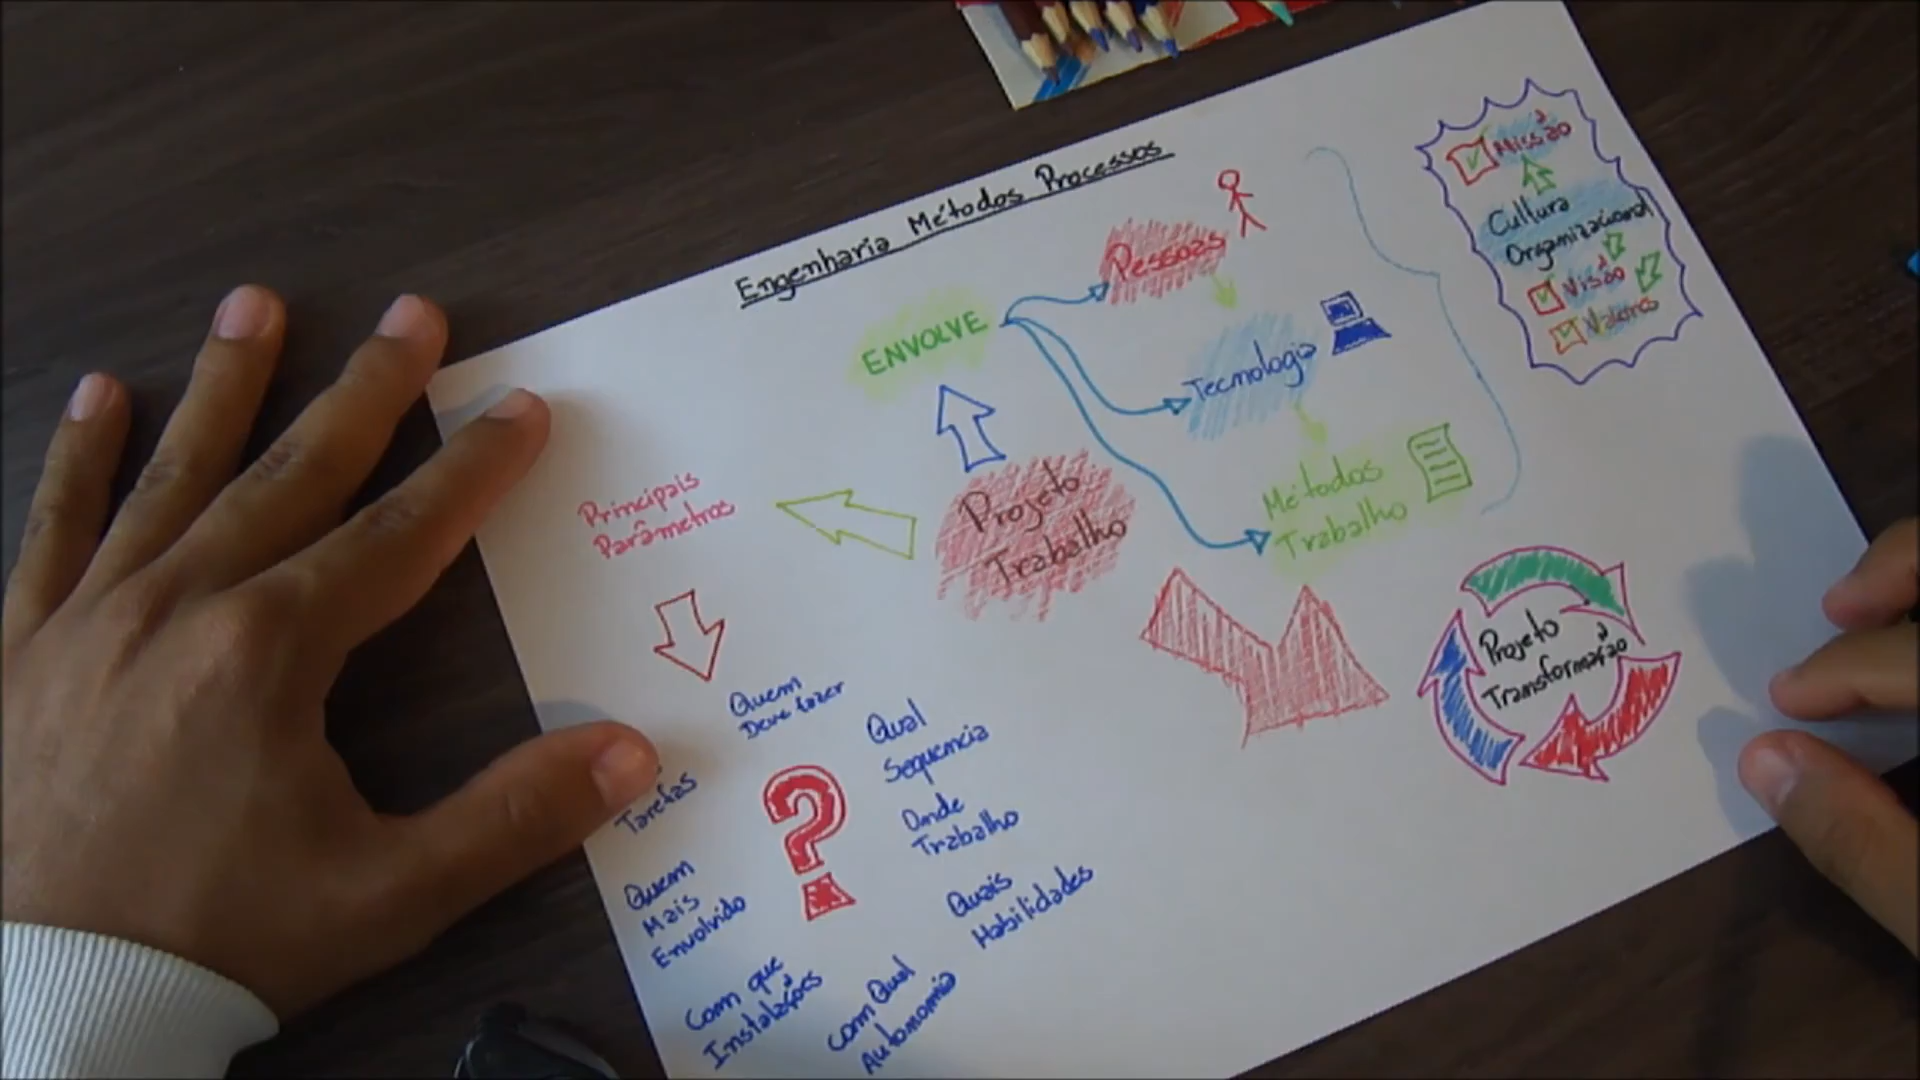 Engenharia Métodos Processos
ENVOLVE
Pessoas
Tecnologia
Métodos
Trabalho
Missão
Cultura
Organizacional
Visão
Valores
Principais
Parâmetros
Projeto
Trabalho
Projeto
Transformação
Quem
Deve fazer
Qual
Sequencia
Tarefas
?
Onde
Trabalho
Quem
Mais
Envolvido
Quais
Habilidades
Com que
Instalações
Com Qual
Autonomia